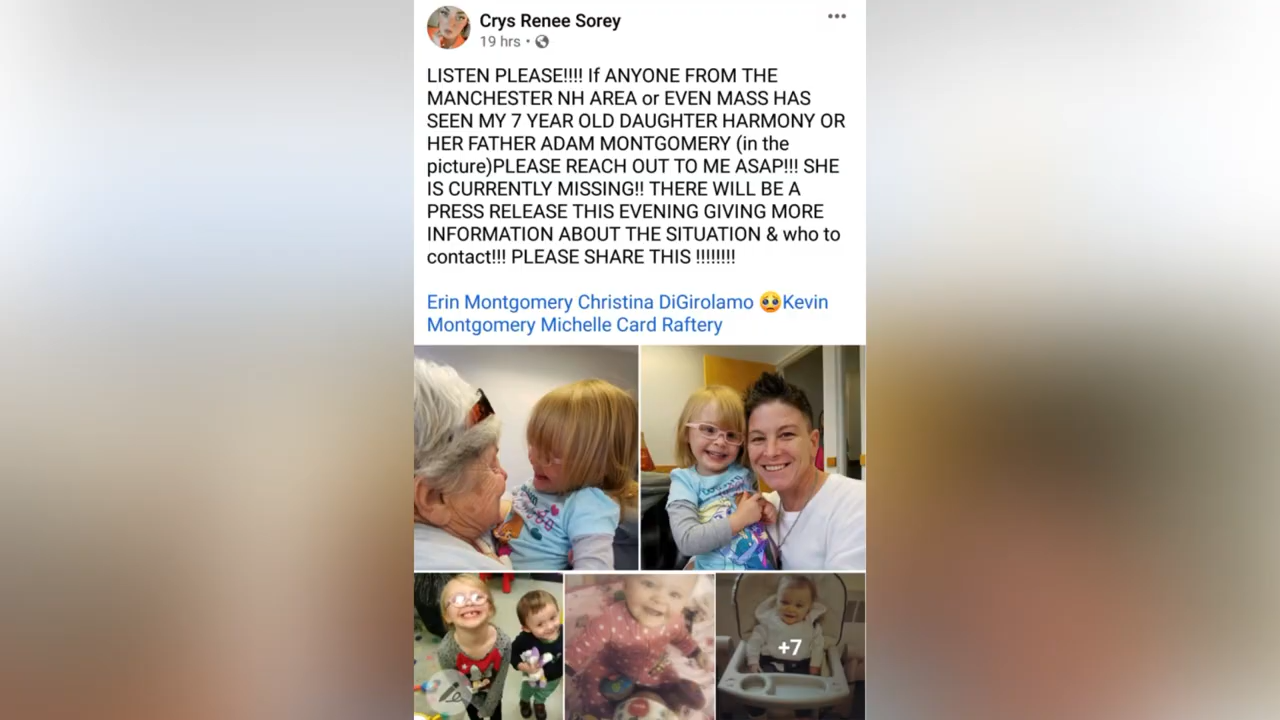 Crys Renee Sorey
19 hrs •
LISTEN PLEASE!!!! If ANYONE FROM THE
MANCHESTER NH AREA or EVEN MASS HAS
SEEN MY 7 YEAR OLD DAUGHTER HARMONY OR
HER FATHER ADAM MONTGOMERY (in the
picture)PLEASE REACH OUT TO ME ASAP!!! SHE
IS CURRENTLY MISSING!! THERE WILL BE A
PRESS RELEASE THIS EVENING GIVING MORE
INFORMATION ABOUT THE SITUATION & who to
contact!!! PLEASE SHARE THIS !!!!!!!!
Erin Montgomery Christina DiGirolamo 🥹Kevin
Montgomery Michelle Card Raftery
+7